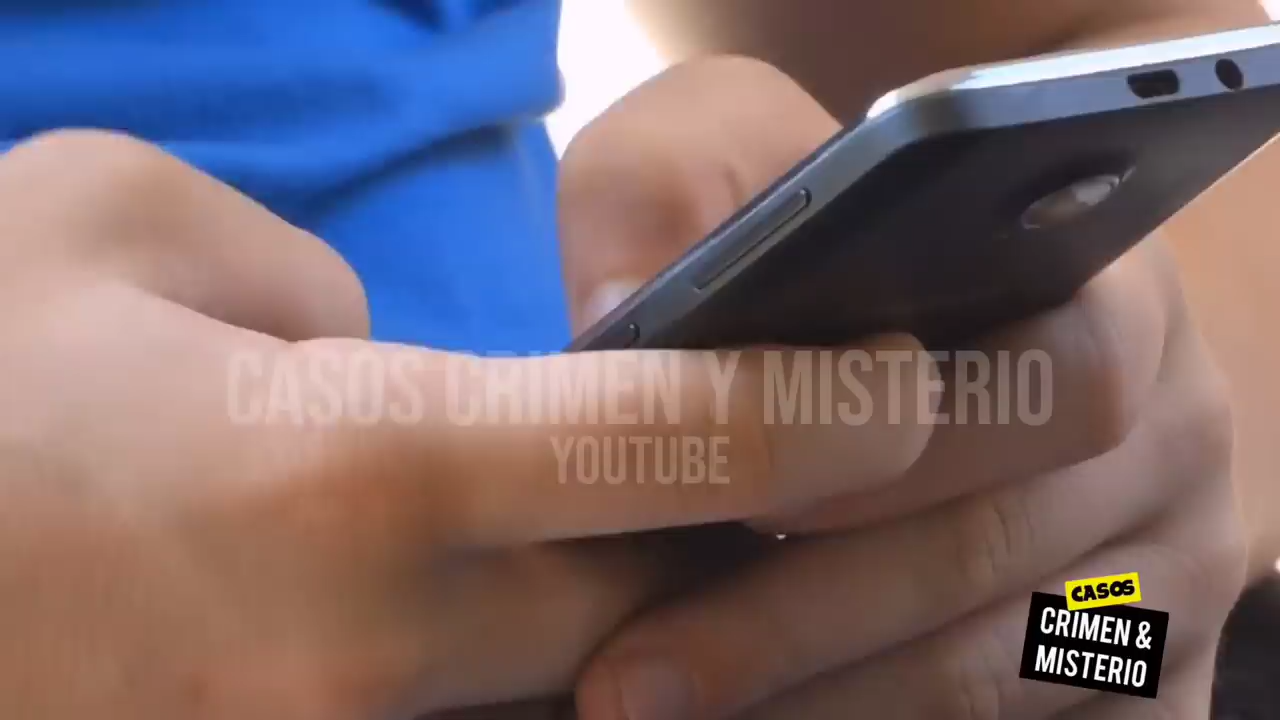 CASOS CRIMEN Y MISTERIO
YOUTUBE
CASOS
CRIMEN &
MISTERIO